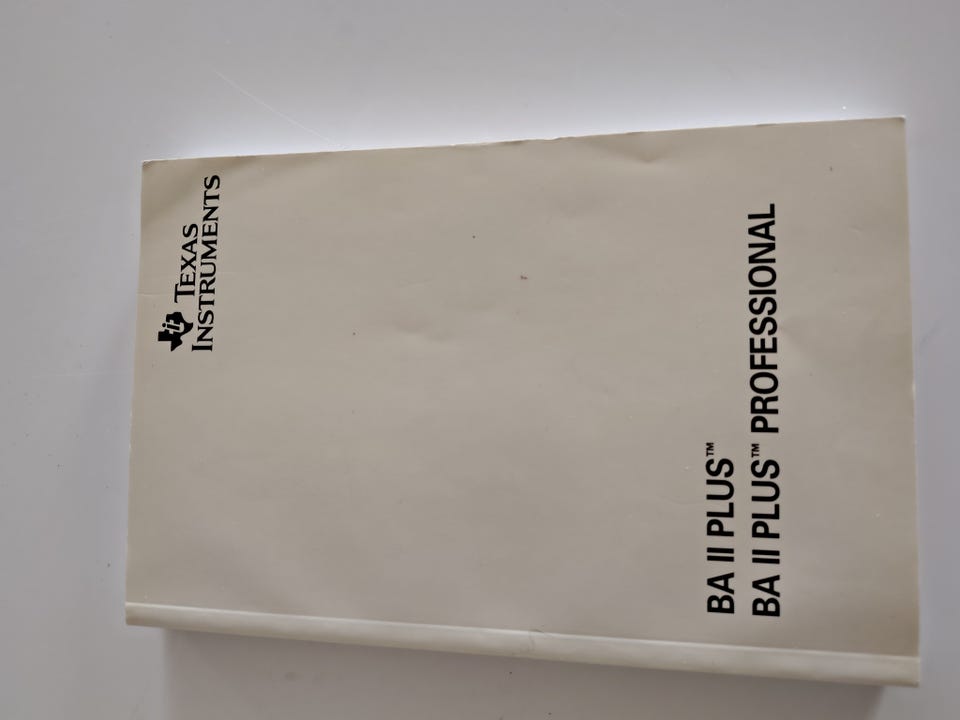 TEXAS
INSTRUMENTS
BA II PLUS™
BA II PLUS™ PROFESSIONAL